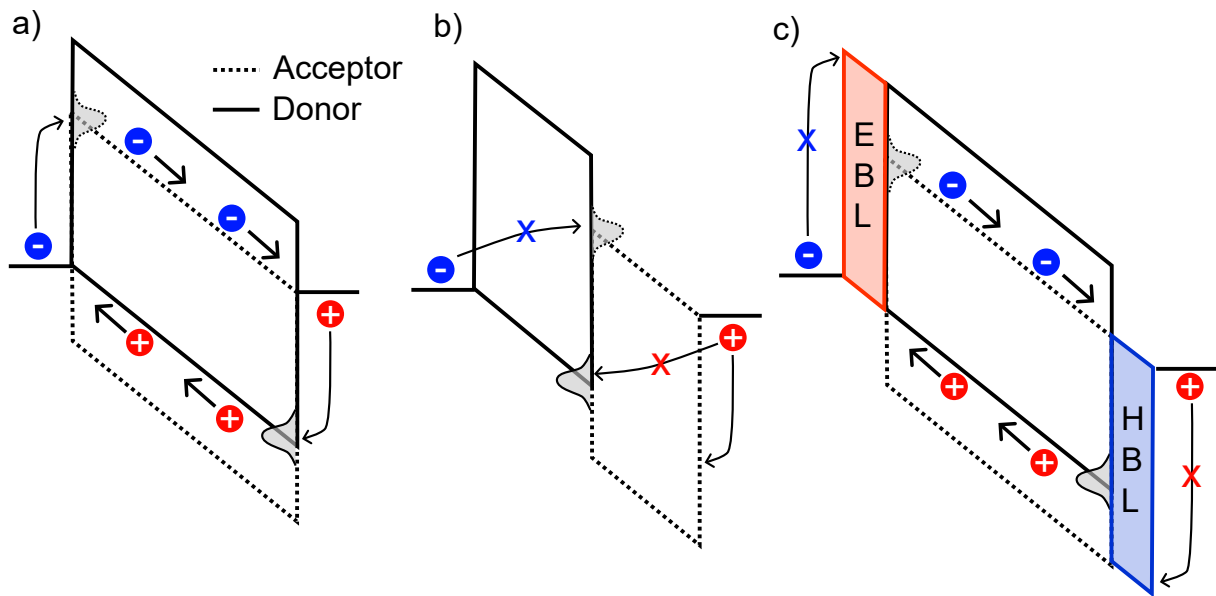 a)
Acceptor
Donor
-
-
-
+
+
+
b)
X
-
X
+
c)
X
-
E
B
L
-
-
+
+
H
B
L
+
X